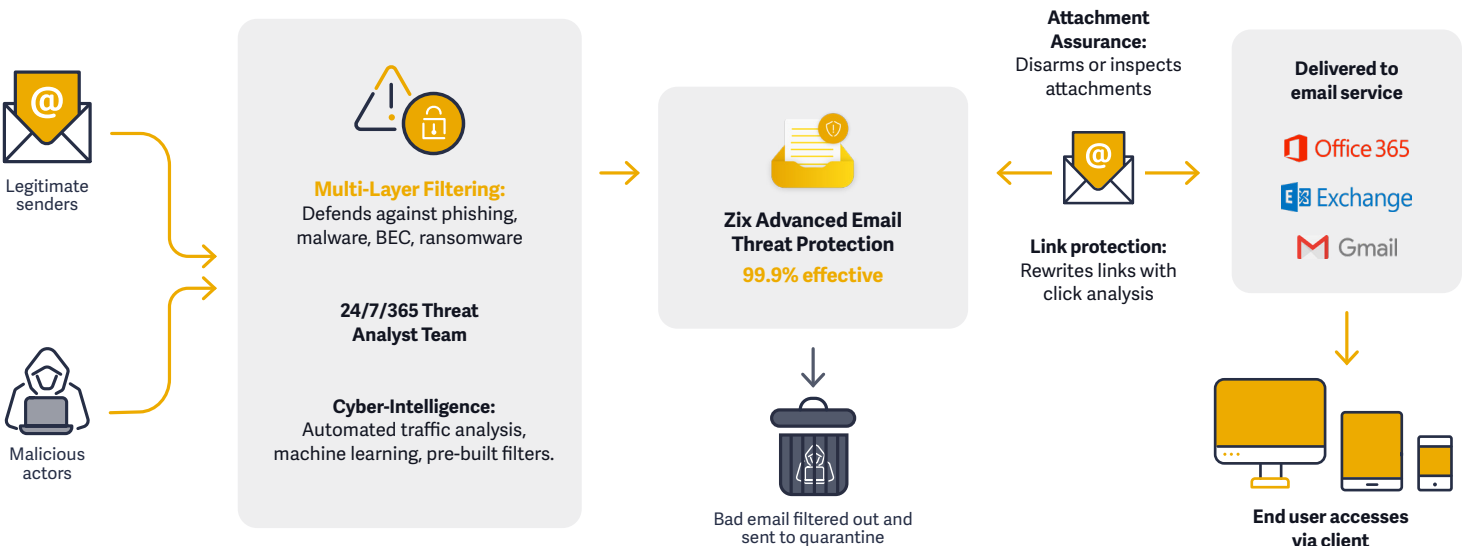 @
Legitimate
senders
Malicious
actors
Multi-Layer Filtering:
Defends against phishing,
malware, BEC, ransomware
24/7/365 Threat
Analyst Team
Cyber-Intelligence:
Automated traffic analysis,
machine learning, pre-built filters.
Zix Advanced Email
Threat Protection
99.9% effective
Bad email filtered out and
sent to quarantine
Attachment
Assurance:
Disarms or inspects
attachments
@
Link protection:
Rewrites links with
click analysis
Delivered to
email service
Office 365
E Exchange
Gmail
End user accesses
via client